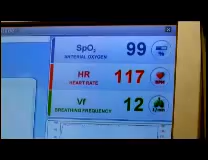 SpO2 99 %
ARTERIAL OXYGEN
HR 117
HEART RATE
Vf 12
BREATHING FREQUENCY